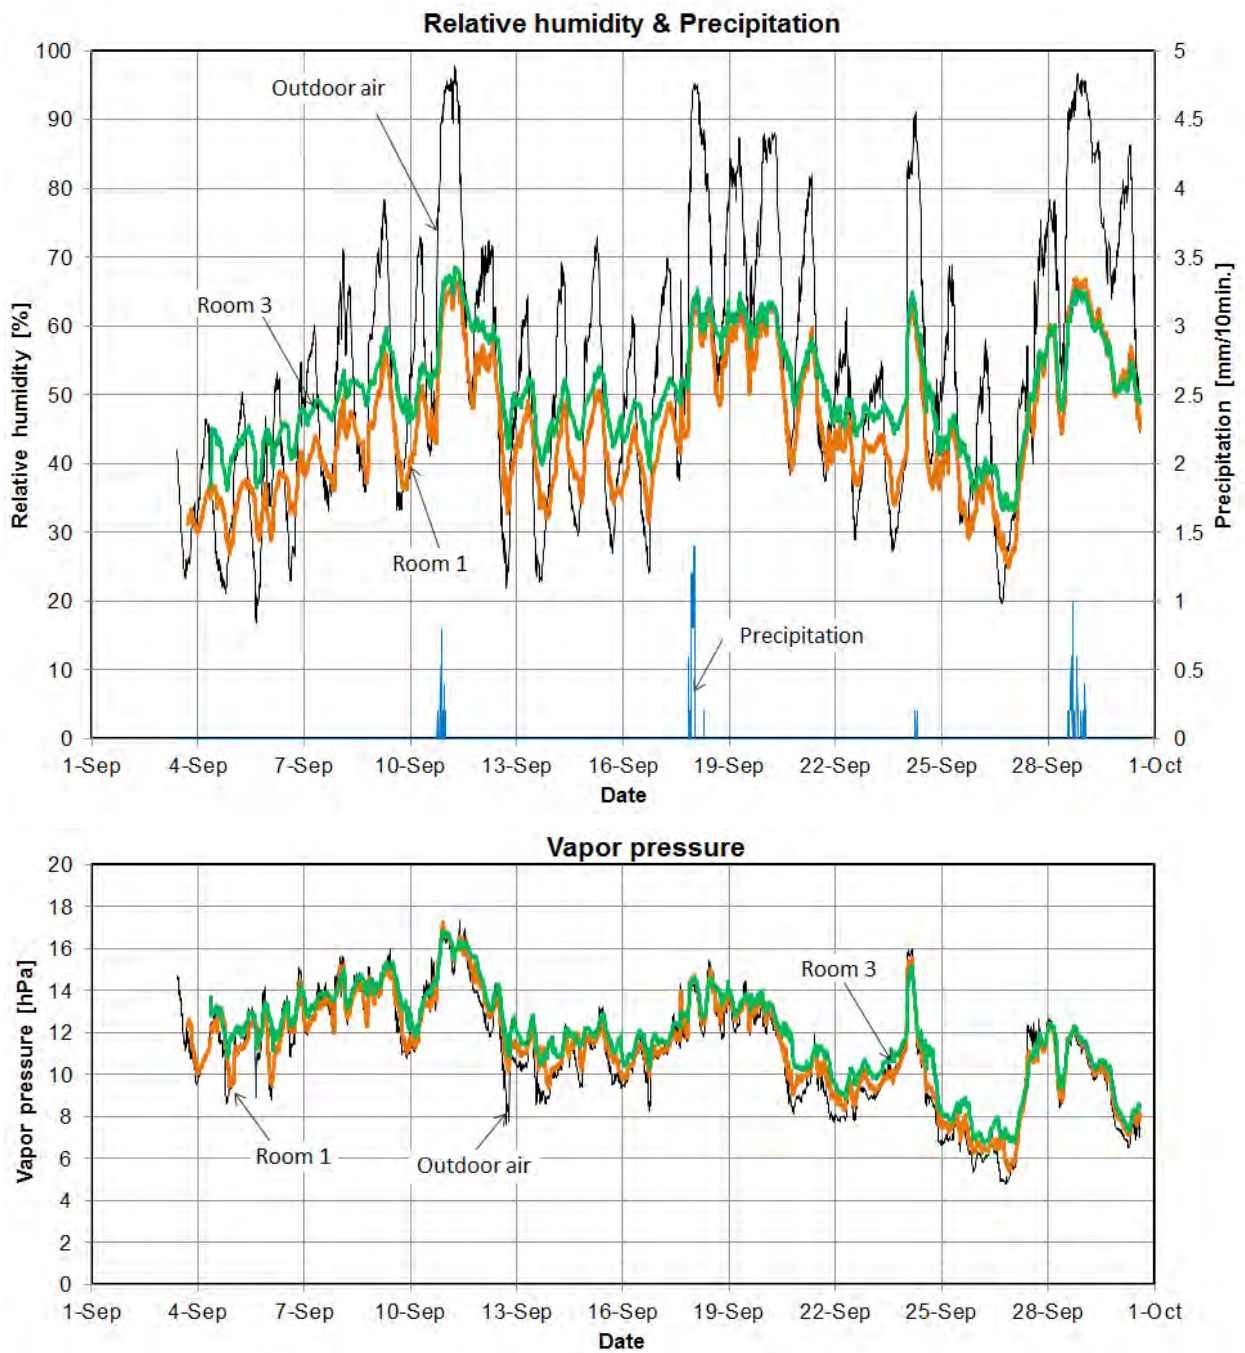 Relative humidity & Precipitation
100
90
80
70
60
50
40
30
20
10
0
Relative humidity [%]
5
4.5
4
3.5
3
2.5
2
1.5
1
0.5
0
Precipitation [mm/10min.]
Outdoor air
Room 3
Room 1
Precipitation
1-Sep 4-Sep 7-Sep 10-Sep 13-Sep 16-Sep 19-Sep 22-Sep 25-Sep 28-Sep 1-Oct
Date
Vapor pressure
20
18
16
14
12
10
8
6
4
2
0
Vapor pressure [hPa]
Room 3
Room 1
Outdoor air
1-Sep 4-Sep 7-Sep 10-Sep 13-Sep 16-Sep 19-Sep 22-Sep 25-Sep 28-Sep 1-Oct
Date